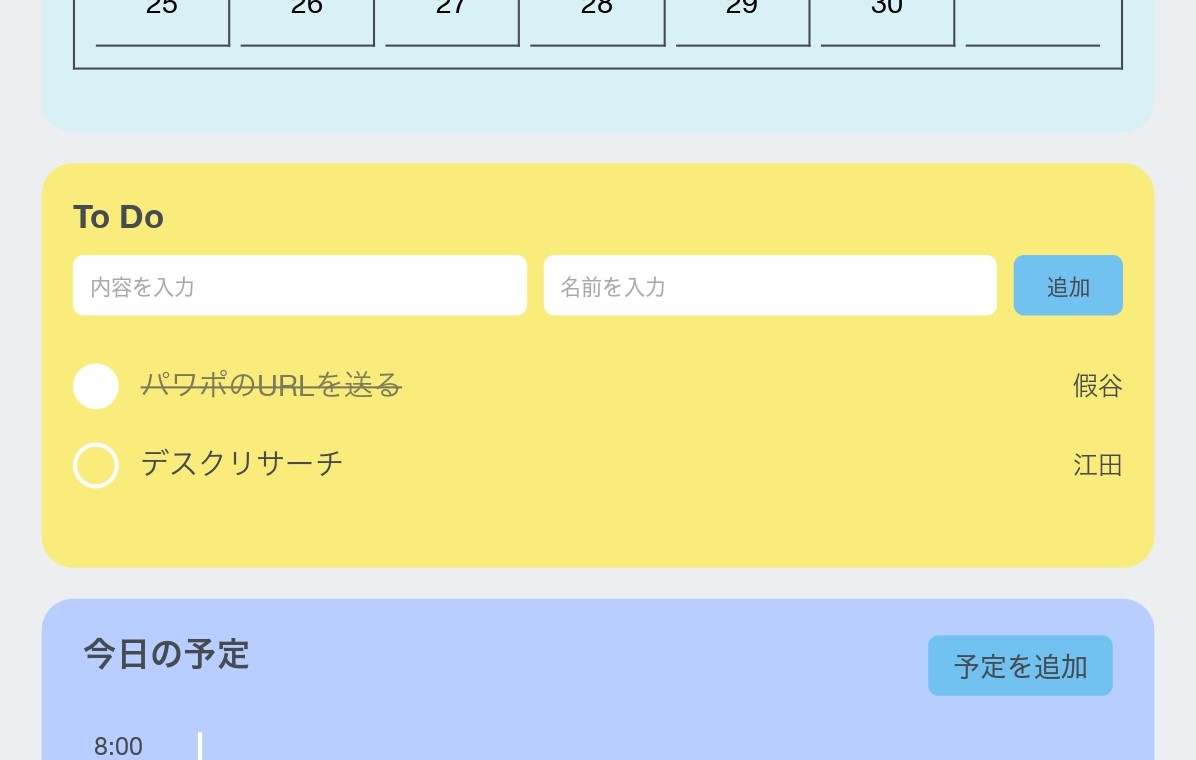 25 26 27 28 29 30
To Do
内容を入力 名前を入力 追加
パワポのURLを送る 假谷
デスクリサーチ 江田
今日の予定 予定を追加
8:00